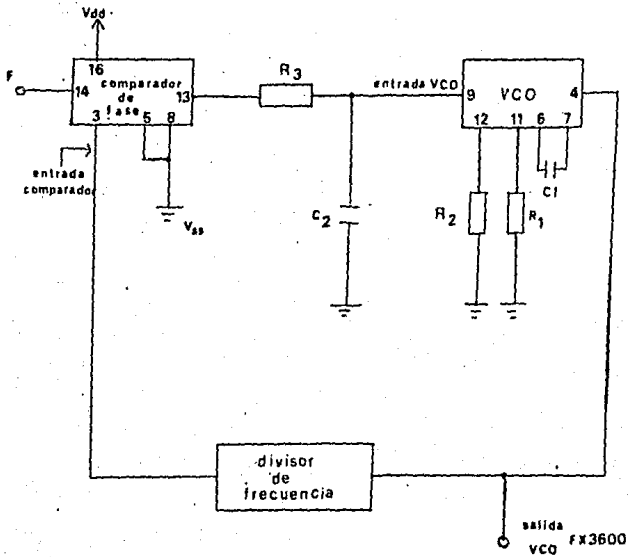 Vdd
16
F
14
comparador
de
fase
13
3
5
8
entrada
comparador
Vss
R3
C2
entrada VCO
9
VCO
4
12
11
6
7
C1
R2
R1
divisor
de
frecuencia
salida
VCO
FX3600